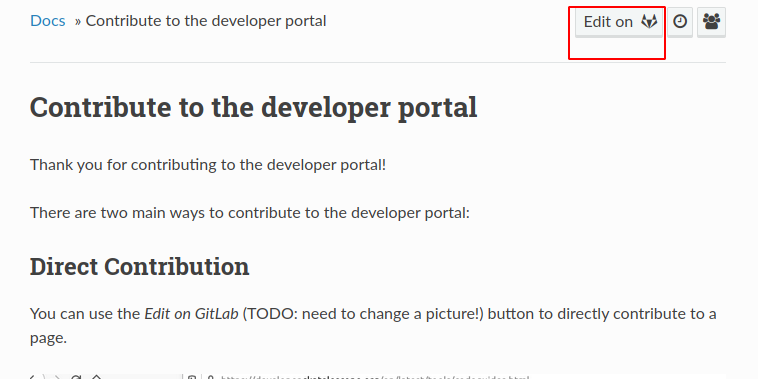 Docs » Contribute to the developer portal
Edit on
Contribute to the developer portal
Thank you for contributing to the developer portal!
There are two main ways to contribute to the developer portal:
Direct Contribution
You can use the Edit on GitLab (TODO: need to change a picture!) button to directly contribute to a
page.